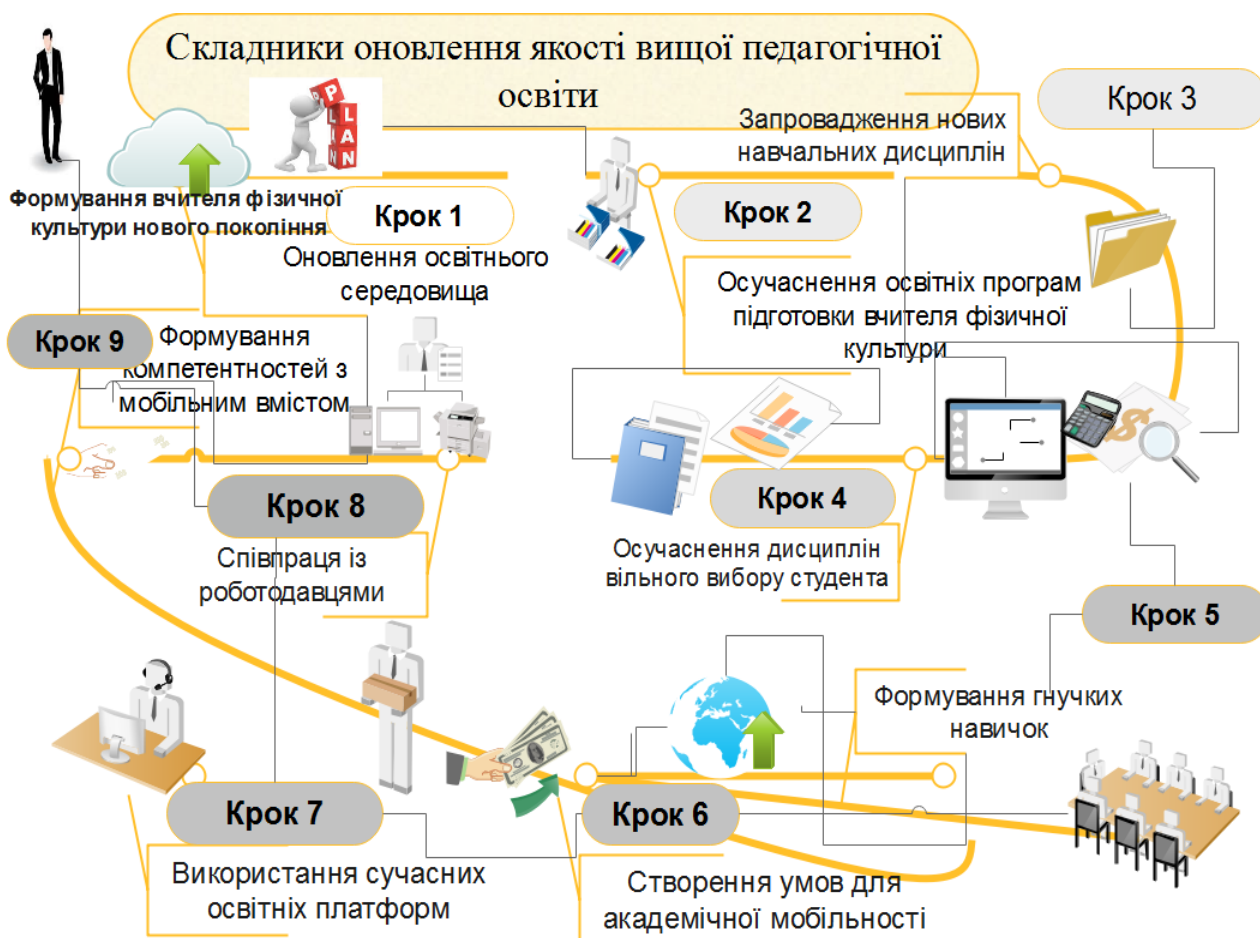 Складники оновлення якості вищої педагогічної
освіти
PLAN
PLAN
Формування вчителя фізичної
культури нового покоління
Крок 1
Оновлення освітнього
середовища
Крок 2
Осучаснення освітніх програм
підготовки вчителя фізичної
культури
Запровадження нових
навчальних дисциплін
Крок 3
Крок 4
Осучаснення дисциплін
вільного вибору студента
Крок 5
Формування гнучких
навичок
Крок 6
Створення умов для
академічної мобільності
Крок 7
Використання сучасних
освітніх платформ
Крок 8
Співпраця із
роботодавцями
Крок 9
Формування
компетентностей з
мобільним вмістом